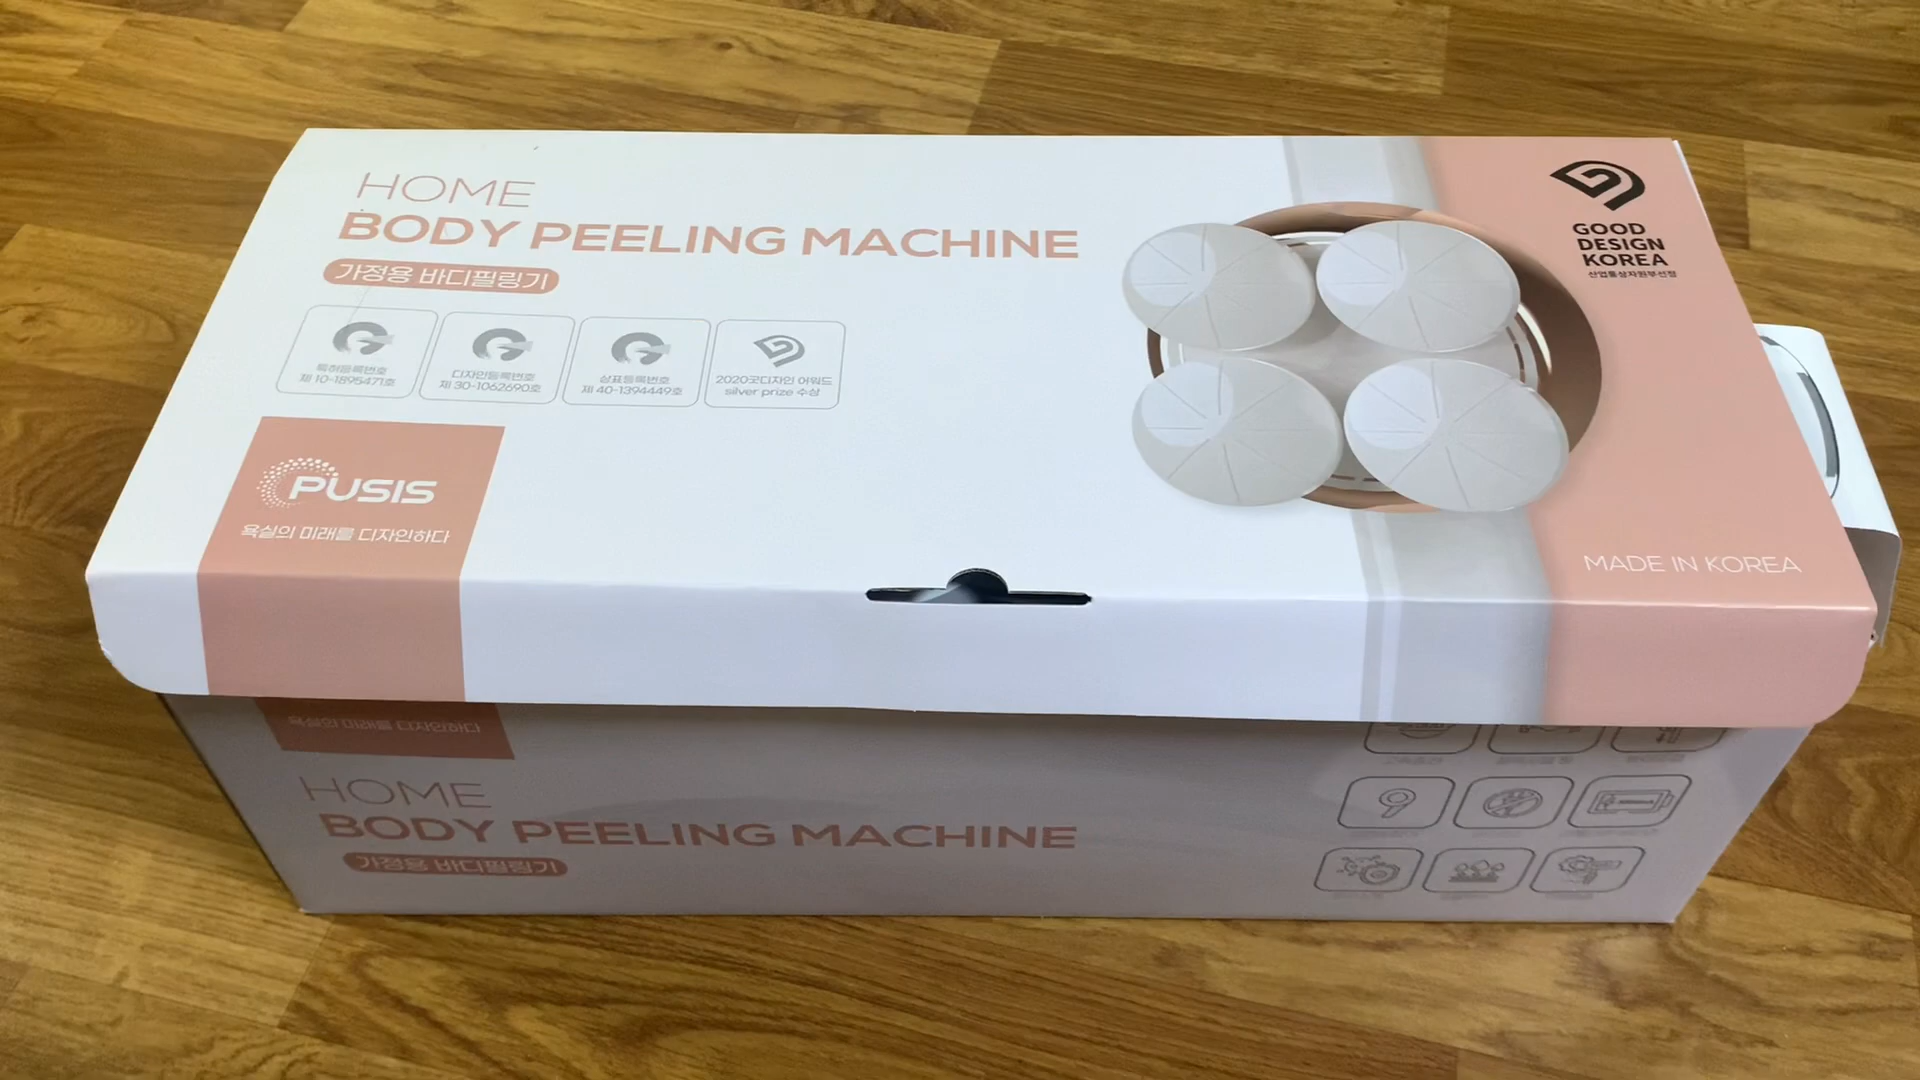 HOME
BODY PEELING MACHINE
가정용 바디필링기
특허등록번호
제 10-1895471호
디자인등록번호
제 30-1062690호
상표등록번호
제 40-1394449호
2020굿디자인 어워드
silver prize 수상
PUSIS
욕실의 미래를 디자인하다
GOOD
DESIGN
KOREA
산업통상자원부선정
MADE IN KOREA
욕실의 미래를 디자인하다
HOME
BODY PEELING MACHINE
가정용 바디필링기